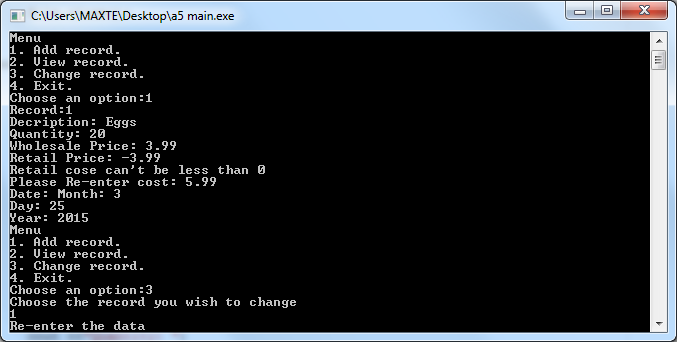 C:\Users\MAXTE\Desktop\a5 main.exe
Menu
1. Add record.
2. View record.
3. Change record.
4. Exit.
Choose an option:1
Record:1
Decription: Eggs
Quantity: 20
Wholesale Price: 3.99
Retail Price: -3.99
Retail cose can't be less than 0
Please Re-enter cost: 5.99
Date: Month: 3
Day: 25
Year: 2015
Menu
1. Add record.
2. View record.
3. Change record.
4. Exit.
Choose an option:3
Choose the record you wish to change
1
Re-enter the data